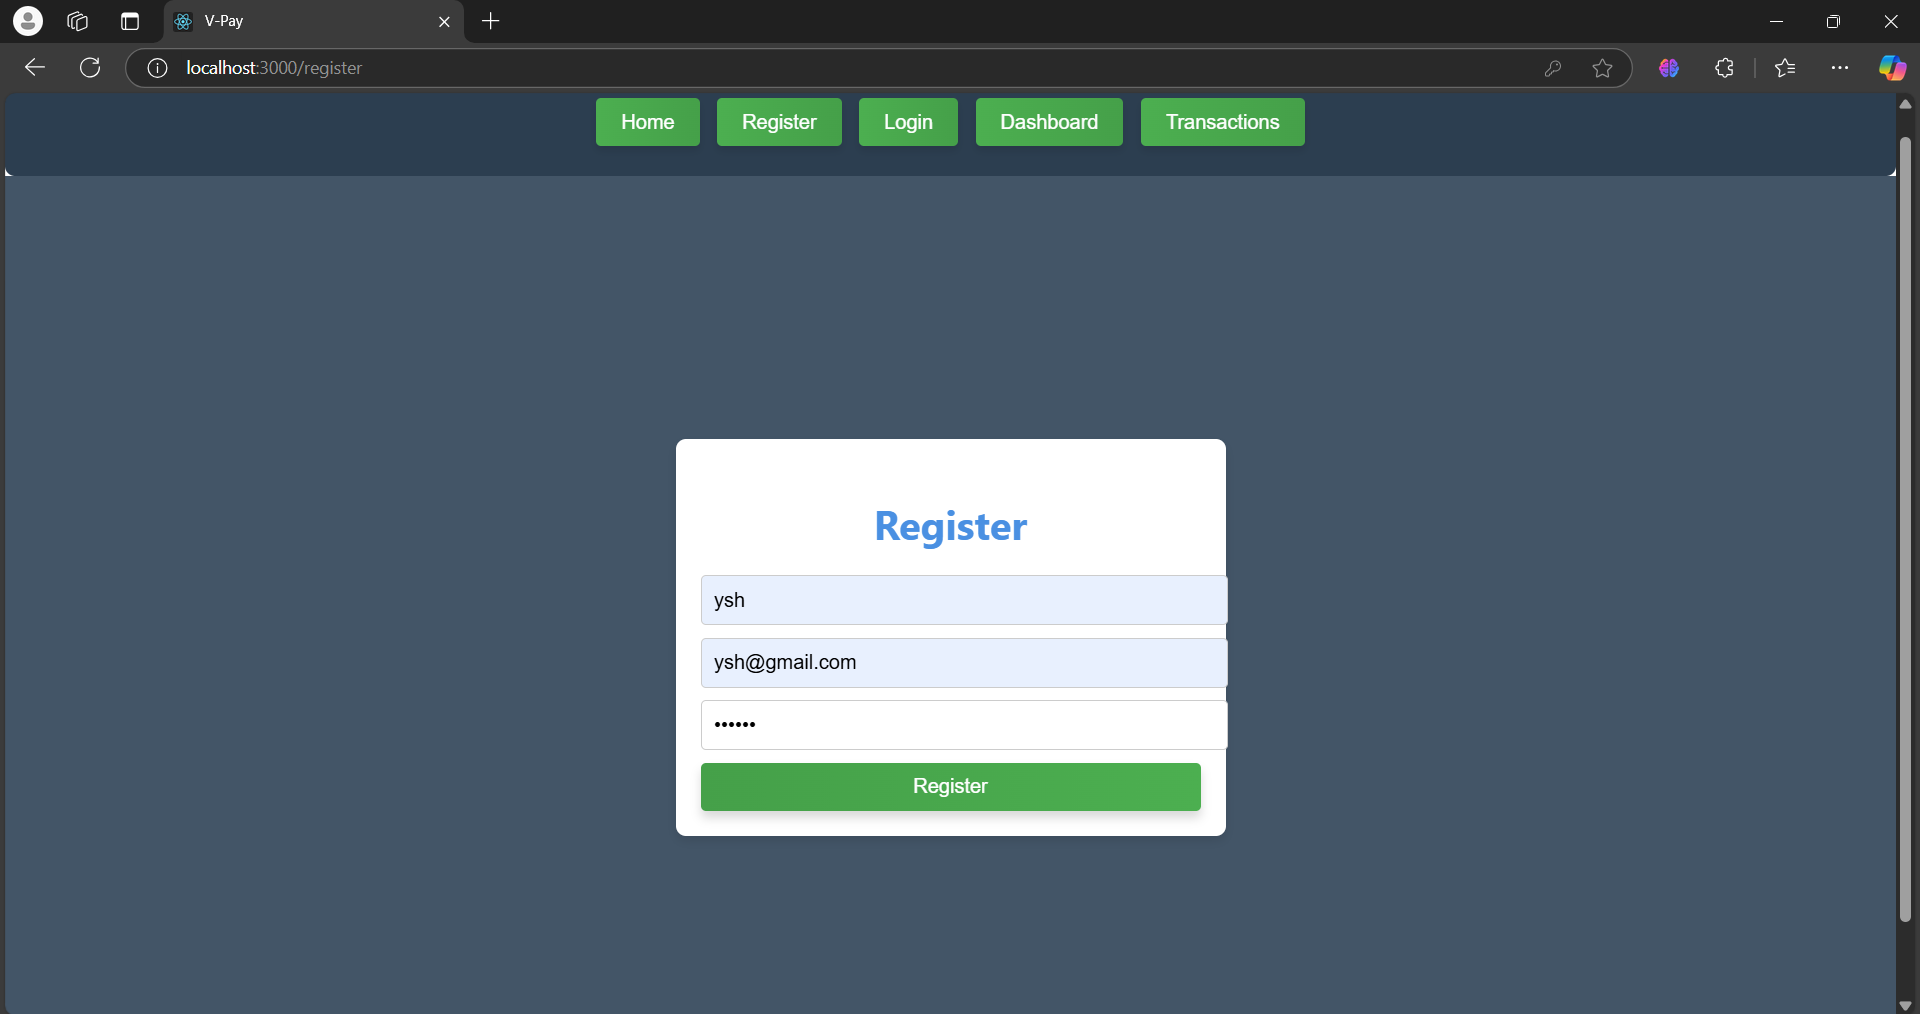 V-Pay
localhost:3000/register
Home Register Login Dashboard Transactions
Register
ysh
ysh@gmail.com
••••••
Register